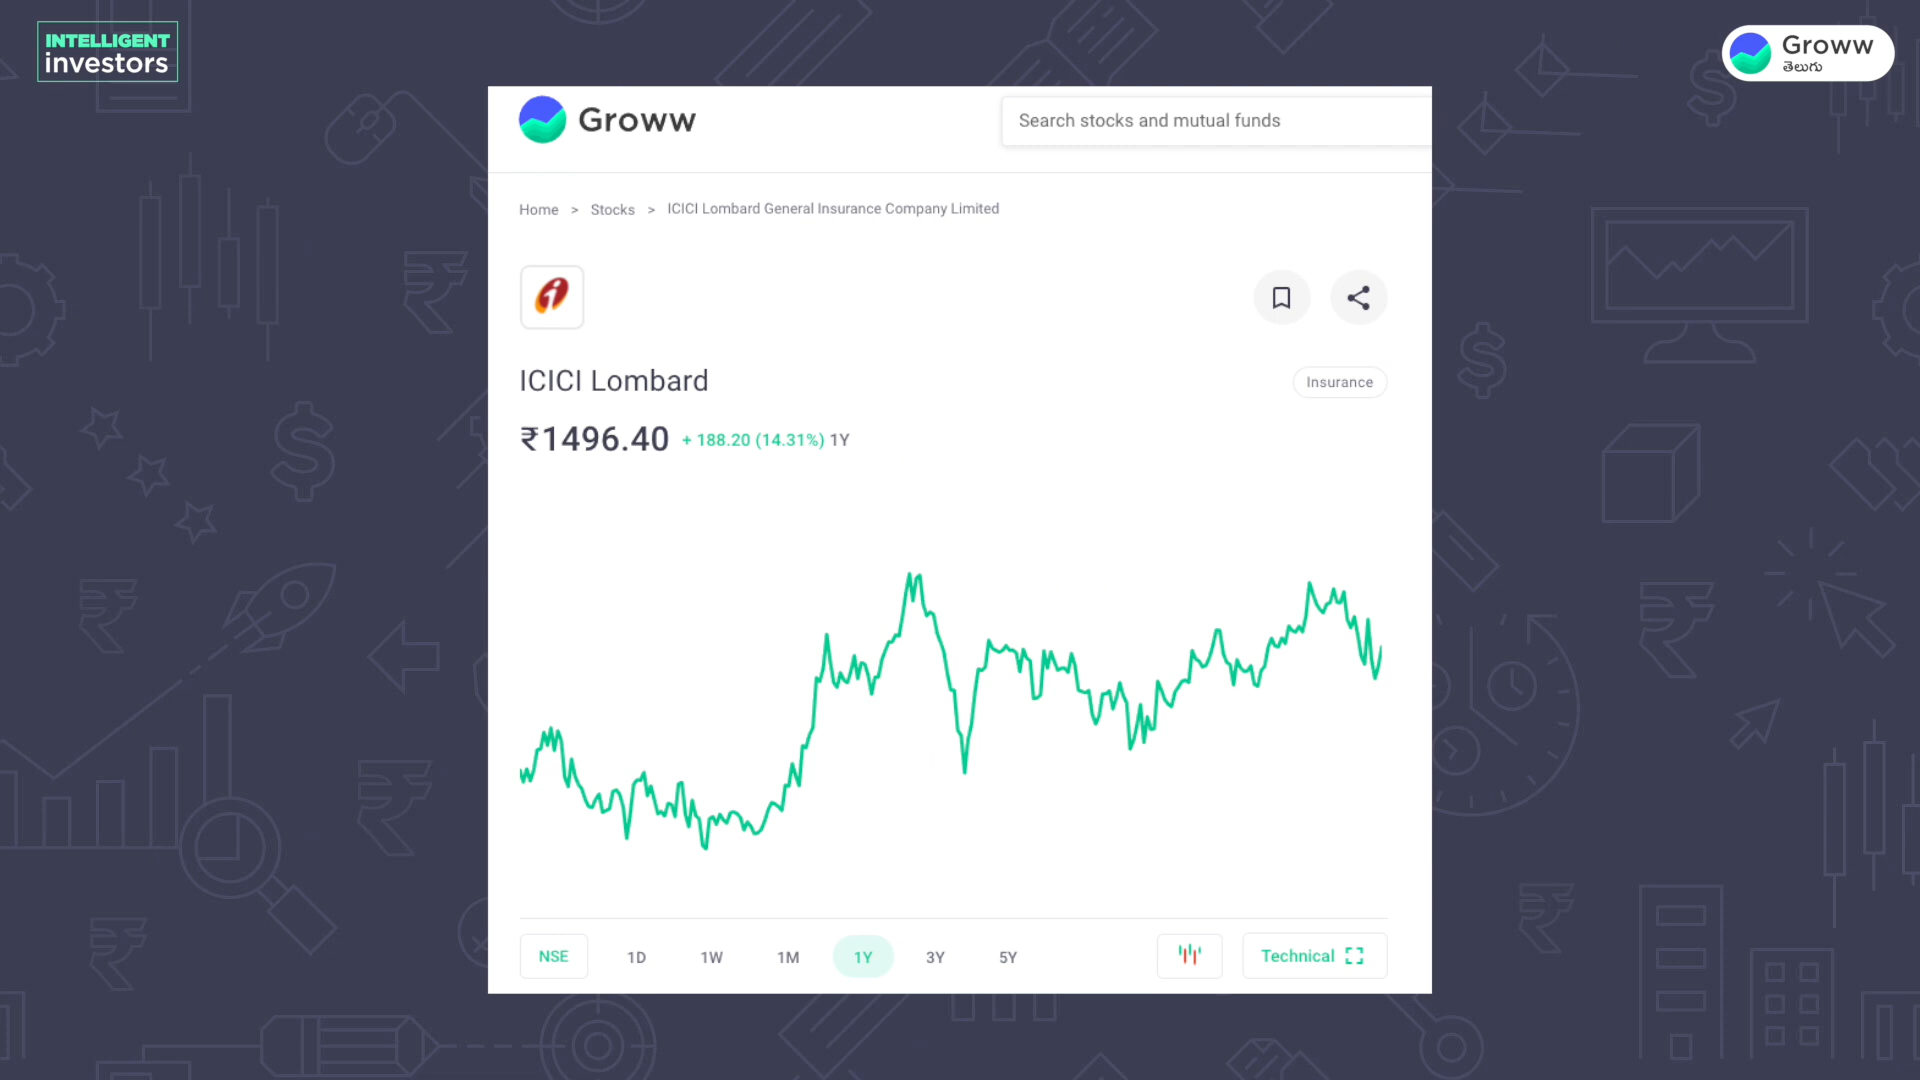 INTELLIGENT
investors
Groww
తెలుగు
Groww
Search stocks and mutual funds
Home > Stocks > ICICI Lombard General Insurance Company Limited
ICICI Lombard
Insurance
₹1496.40 + 188.20 (14.31%) 1Y
NSE 1D 1W 1M 1Y 3Y 5Y Technical